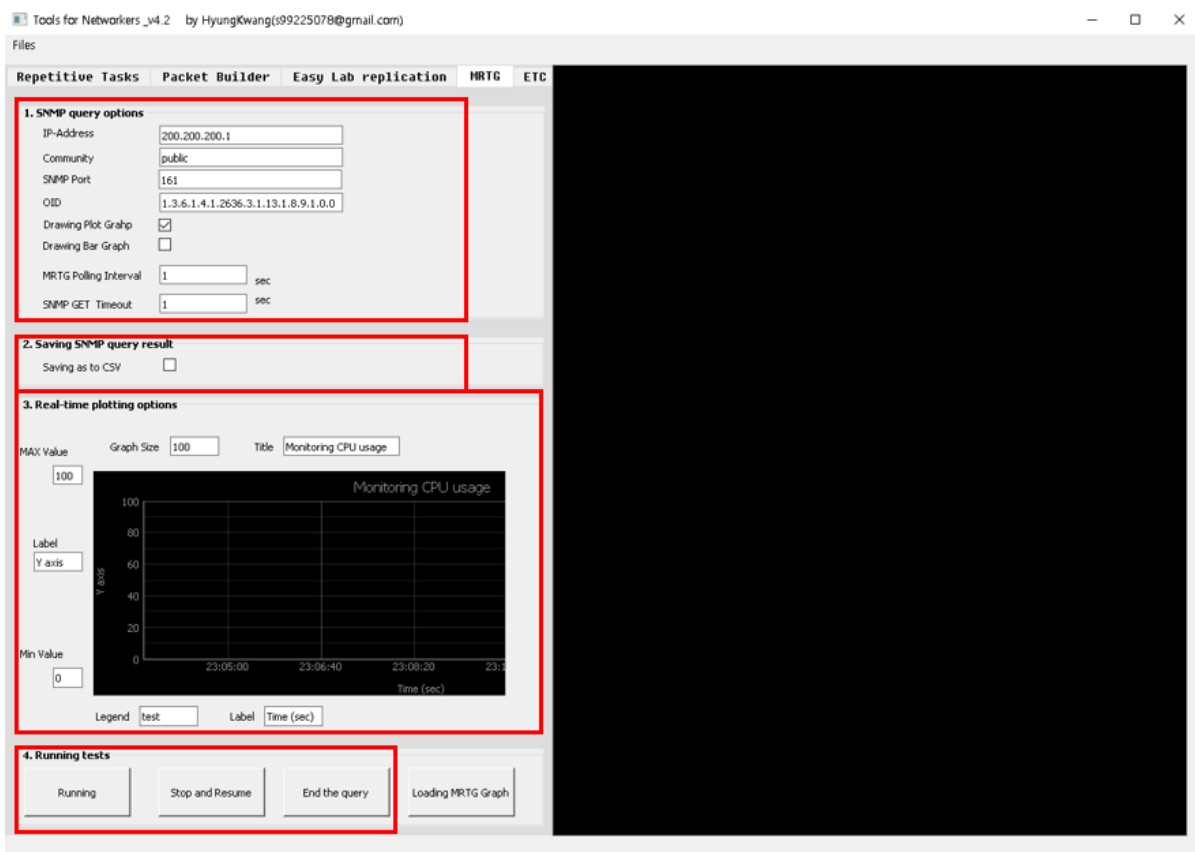 Tools for Networkers _v4.2 by HyungKwang(s99225078@gmail.com)
Files
Repetitive Tasks Packet Builder Easy Lab replication MRTG ETC
1. SNMP query options
IP-Address 200.200.200.1
Community public
SNMP Port 161
OID 1.3.6.1.4.1.2636.3.1.13.1.8.9.1.0.0
Drawing Plot Grahp
Drawing Bar Graph
MRTG Polling Interval 1 sec
SNMP GET Timeout 1 sec
2. Saving SNMP query result
Saving as to CSV
3. Real-time plotting options
Graph Size 100 Title Monitoring CPU usage
MAX Value
100
Monitoring CPU usage
100
80
Label
Y axis
60
Y axis
40
20
Min Value
0
0
23:05:00 23:06:40 23:08:20 23:1
Time (sec)
Legend test Label Time (sec)
4. Running tests
Running Stop and Resume End the query Loading MRTG Graph